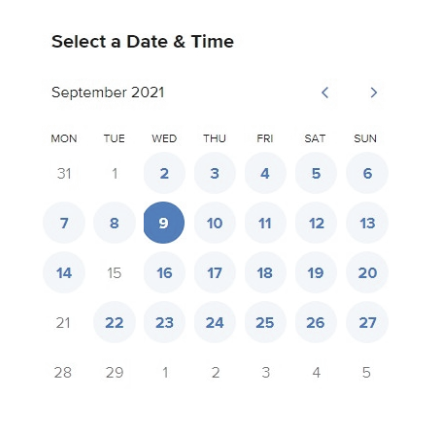 Select a Date & Time
September 2021
MON TUE WED THU FRI SAT SUN
31 1 2 3 4 5 6
7 8 9 10 11 12 13
14 15 16 17 18 19 20
21 22 23 24 25 26 27
28 29 1 2 3 4 5